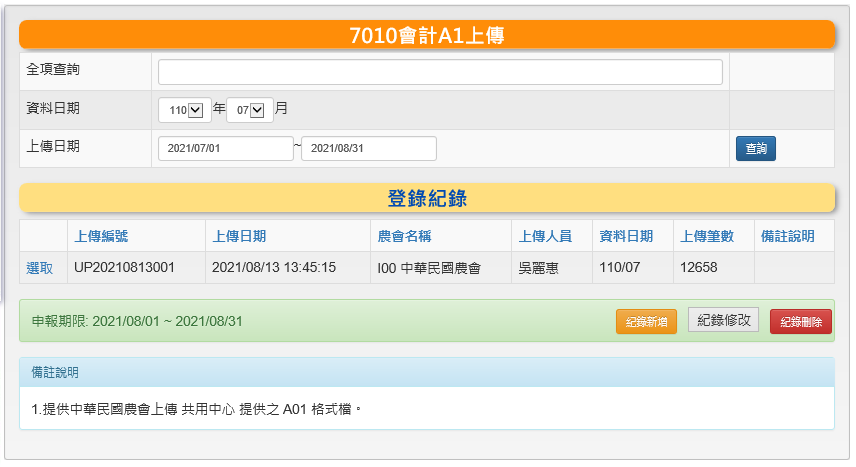 7010會計A1上傳
全項查詢
資料日期 110 年 07 月
上傳日期 2021/07/01 ~ 2021/08/31 查詢
登錄紀錄
上傳編號 上傳日期 農會名稱 上傳人員 資料日期 上傳筆數 備註說明
選取 UP20210813001 2021/08/13 13:45:15 I00 中華民國農會 吳麗惠 110/07 12658
申報期限: 2021/08/01 ~ 2021/08/31 紀錄新增 紀錄修改 紀錄刪除
備註說明
1.提供中華民國農會上傳 共用中心 提供之 A01 格式檔。